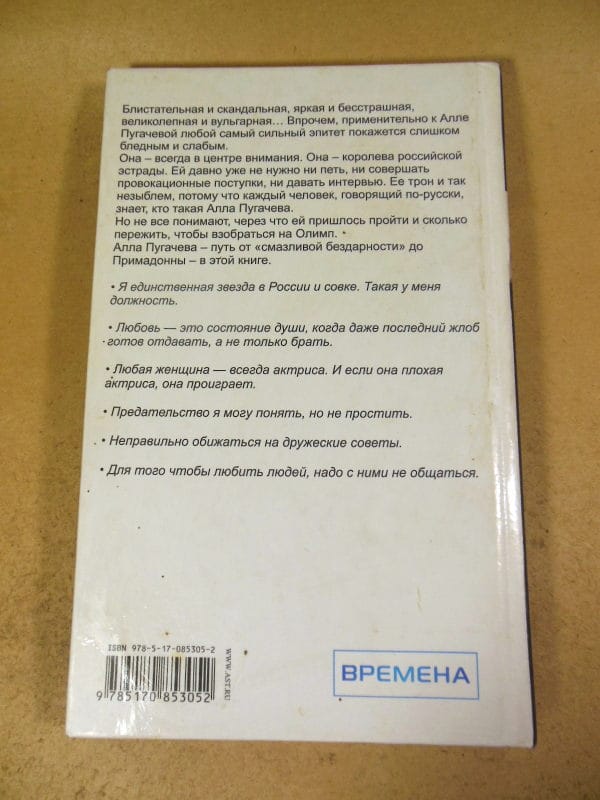 Блистательная и скандальная, яркая и бесстрашная,
великолепная и вульгарная... Впрочем, применительно к Алле
Пугачевой любой самый сильный эпитет покажется слишком
бледным и слабым.
Она – всегда в центре внимания. Она – королева российской
эстрады. Ей давно уже не нужно ни петь, ни совершать
провокационные поступки, ни давать интервью. Ее трон и так
незыблем, потому что каждый человек, говорящий по-русски,
знает, кто такая Алла Пугачева.
Но не все понимают, через что ей пришлось пройти и сколько
пережить, чтобы взобраться на Олимп.
Алла Пугачева – путь от «смазливой бездарности» до
Примадонны – в этой книге.
• Я единственная звезда в России и совке. Такая у меня
должность.
• Любовь — это состояние души, когда даже последний жлоб
готов отдавать, а не только брать.
• Любая женщина — всегда актриса. И если она плохая
актриса, она проиграет.
• Предательство я могу понять, но не простить.
• Неправильно обижаться на дружеские советы.
• Для того чтобы любить людей, надо с ними не общаться.
ISBN 978-5-17-085305-2
9 785170 853052
WWW.AST.RU
ВРЕМЕНА